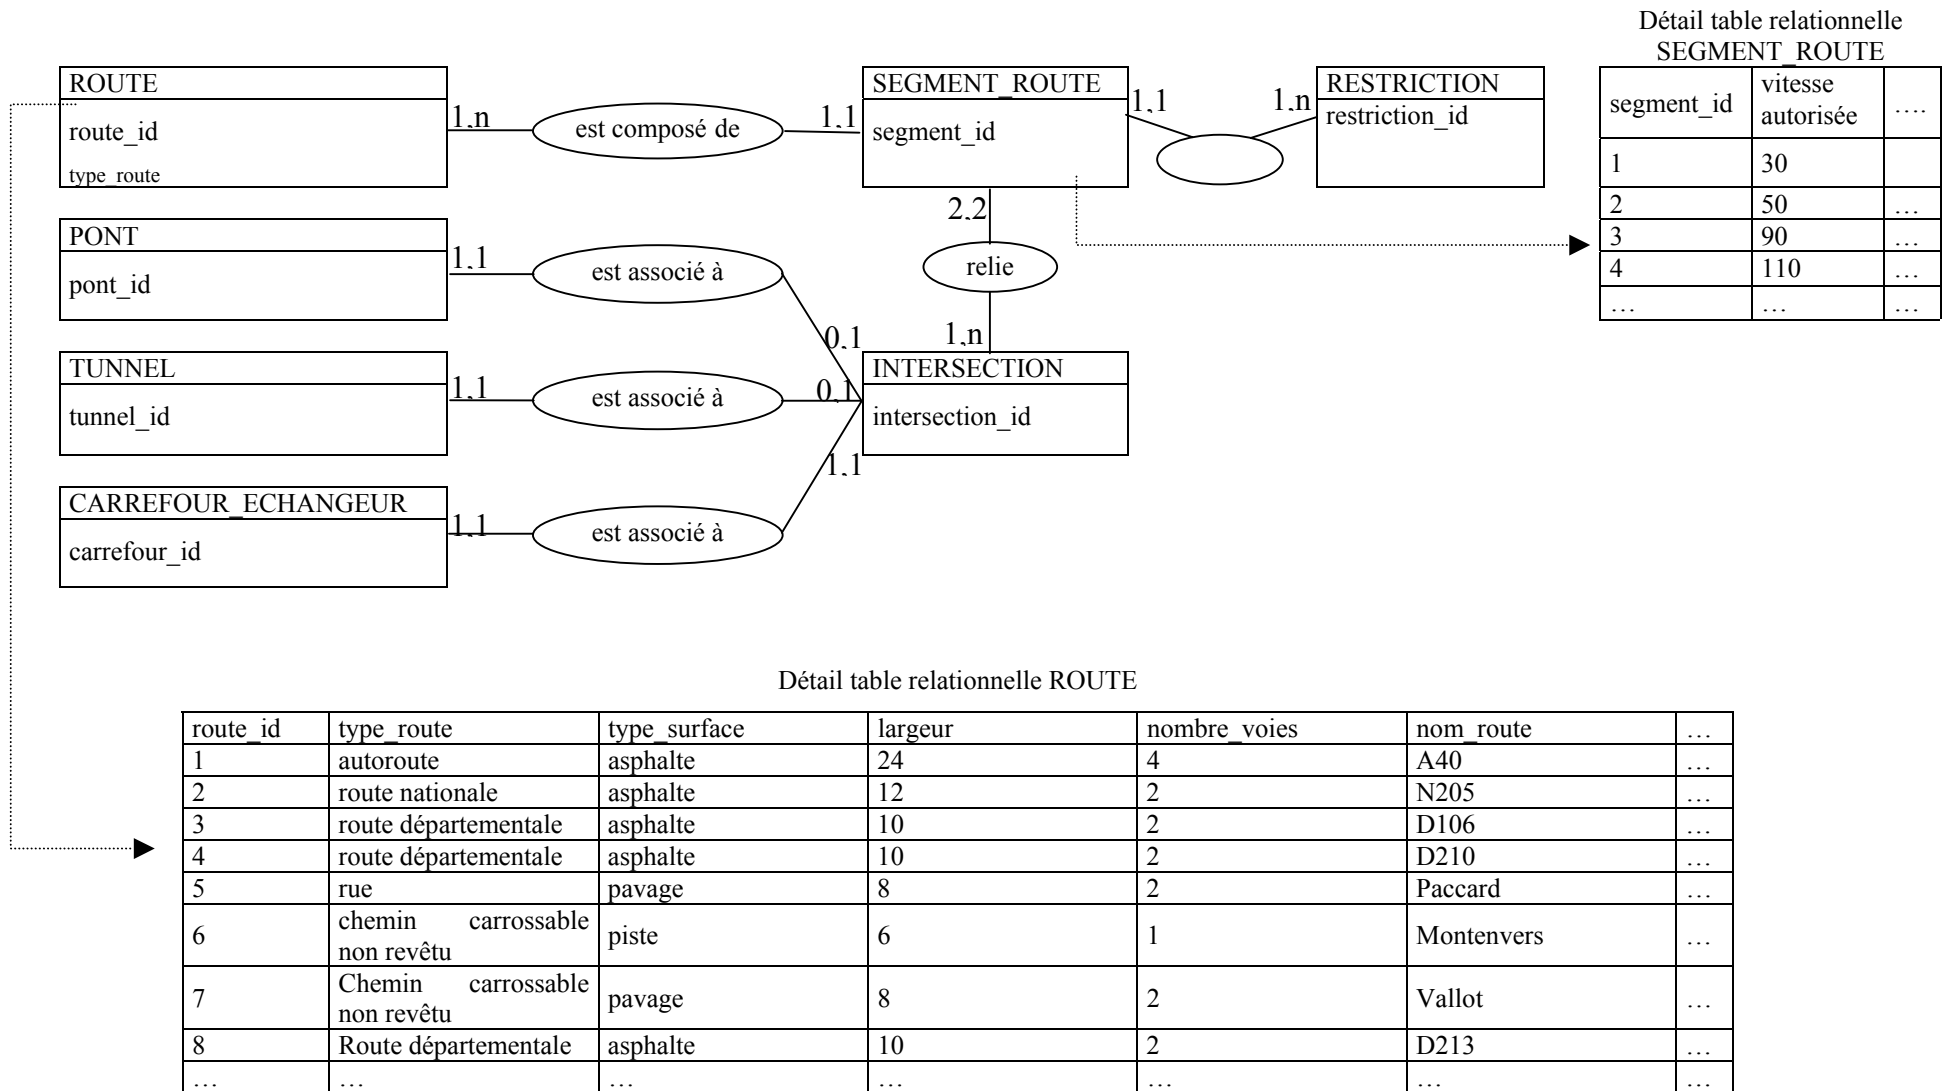 Détail table relationnelle
SEGMENT_ROUTE
ROUTE
route_id
type_route
1,n
est composé de
1,1
SEGMENT_ROUTE
segment_id
1,1
1,n
RESTRICTION
restriction_id
segment_id vitesse autorisée ….
1 30
2 50 …
3 90 …
4 110 …
… … …
2,2
relie
1,n
PONT
pont_id
1,1
est associé à
0,1
TUNNEL
tunnel_id
1,1
est associé à
0,1
INTERSECTION
intersection_id
CARREFOUR_ECHANGEUR
carrefour_id
1,1
est associé à
1,1
Détail table relationnelle ROUTE
route_id type_route type_surface largeur nombre_voies nom_route …
1 autoroute asphalte 24 4 A40 …
2 route nationale asphalte 12 2 N205 …
3 route départementale asphalte 10 2 D106 …
4 route départementale asphalte 10 2 D210 …
5 rue pavage 8 2 Paccard …
6 chemin carrossable non revêtu piste 6 1 Montenvers …
7 Chemin carrossable non revêtu pavage 8 2 Vallot …
8 Route départementale asphalte 10 2 D213 …
… … … … … … …